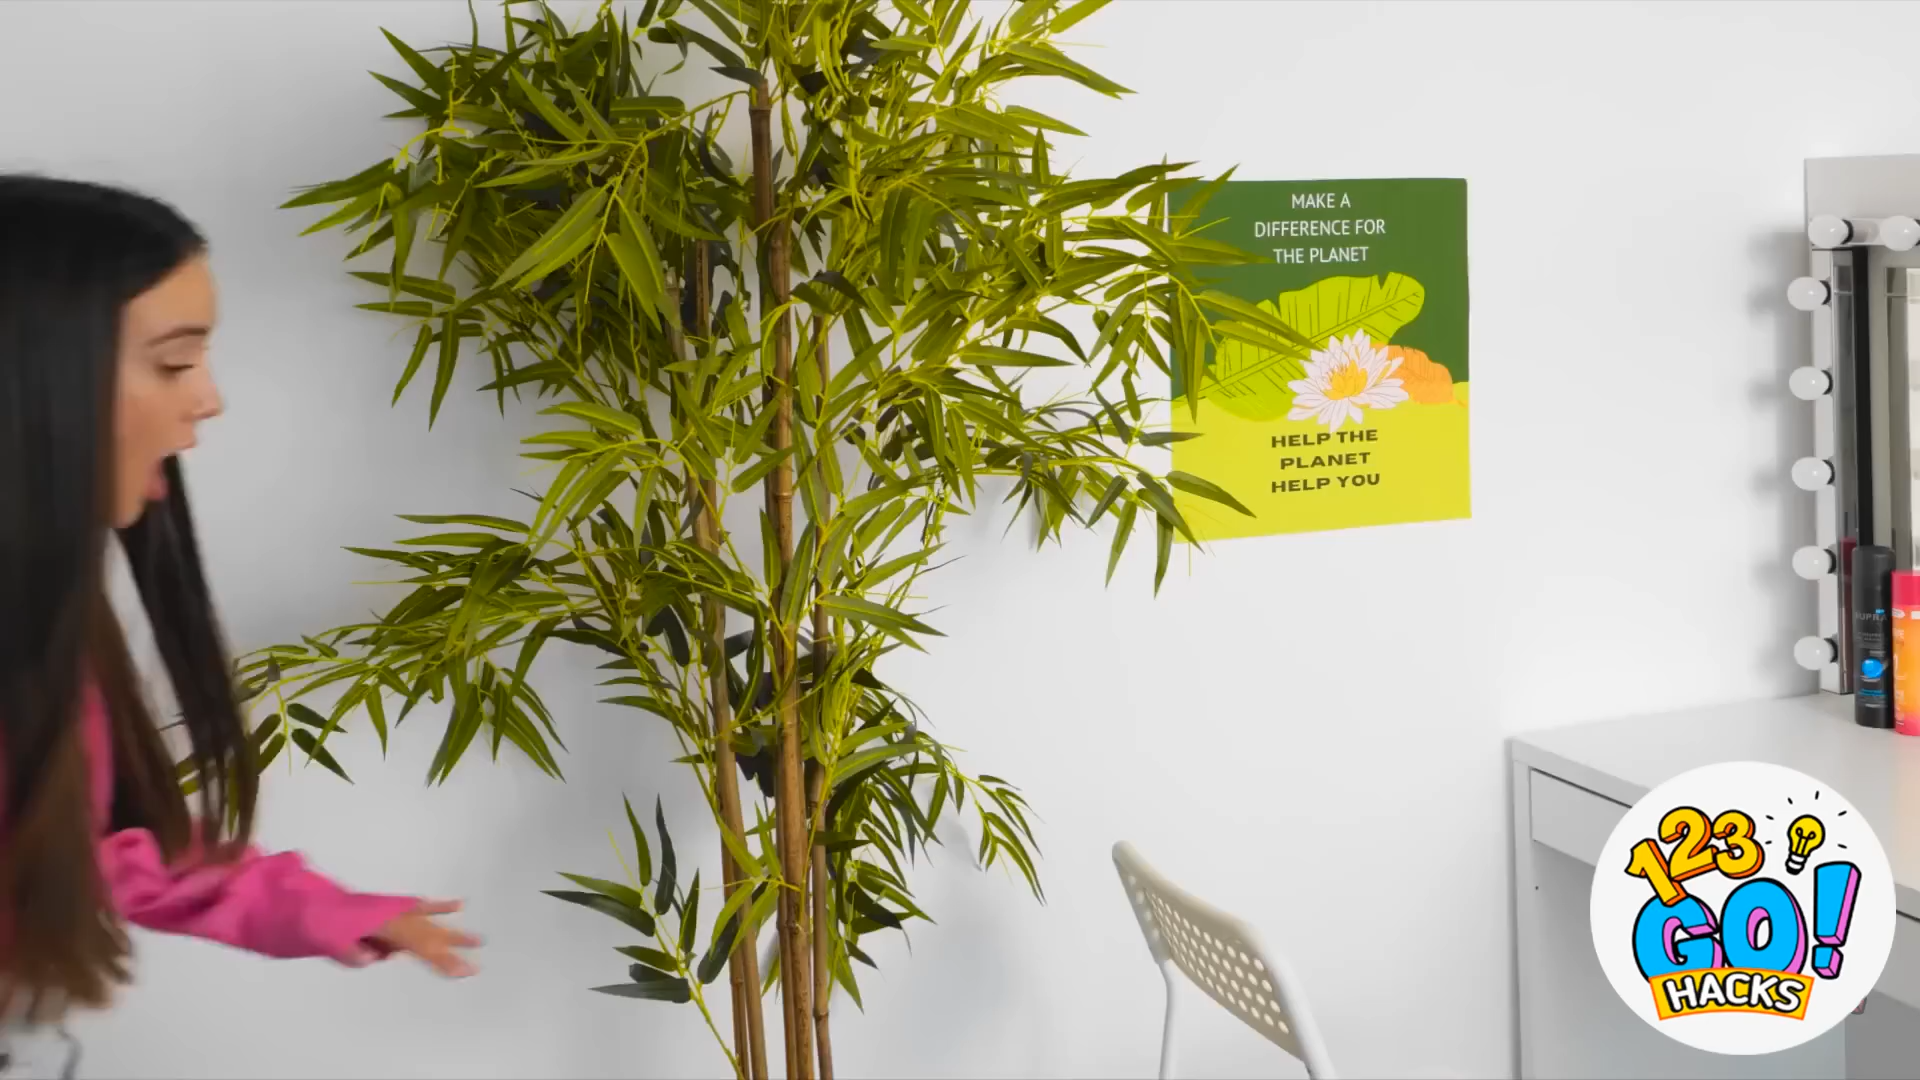 MAKE A
DIFFERENCE FOR
THE PLANET
HELP THE
PLANET
HELP YOU
123
GO!
HACKS